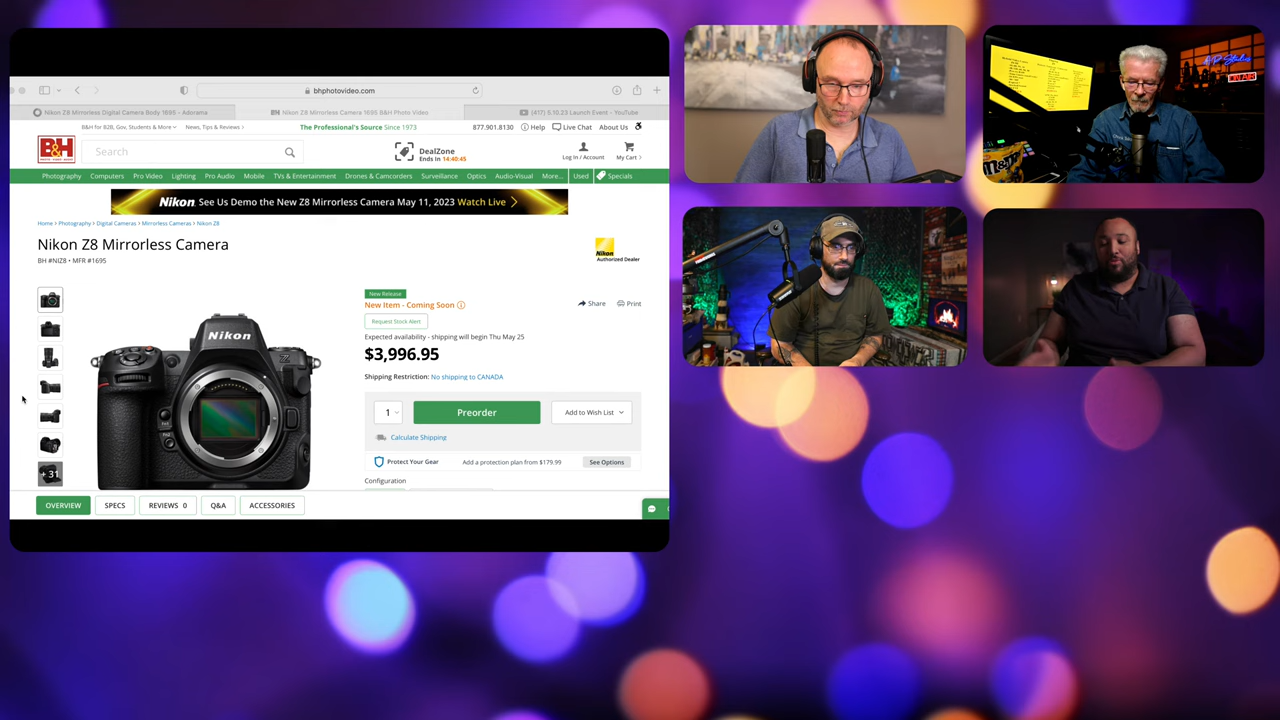 bhphotovideo.com
Nikon Z8 Mirrorless Digital Camera Body 1695 - Adorama
Nikon Z8 Mirrorless Camera 1695 B&H Photo Video
(417) 5.10.23 Launch Event - YouTube
B&H for B2B, Gov, Students & More
News, Tips & Reviews
The Professional's Source Since 1973
877.901.8130
Help
Live Chat
About Us
B&H
PHOTO • VIDEO • PRO AUDIO
Search
DealZone
Ends In 14:40:45
Log In / Account
My Cart
Photography
Computers
Pro Video
Lighting
Pro Audio
Mobile
TVs & Entertainment
Drones & Camcorders
Surveillance
Optics
Audio-Visual
More...
Used
Specials
Nikon See Us Demo the New Z8 Mirrorless Camera May 11, 2023 Watch Live
Home > Photography > Digital Cameras > Mirrorless Cameras > Nikon Z8
Nikon Z8 Mirrorless Camera
BH #NIZ8 • MFR #1695
Nikon
Authorized Dealer
New Release
New Item - Coming Soon
Share
Print
Request Stock Alert
Expected availability - shipping will begin Thu May 25
$3,996.95
Shipping Restriction: No shipping to CANADA
1
Preorder
Add to Wish List
Calculate Shipping
Protect Your Gear
Add a protection plan from $179.99
See Options
Configuration
Nikon
Z8
+ 31
OVERVIEW
SPECS
REVIEWS 0
Q&A
ACCESSORIES
ON AIR
m&m's